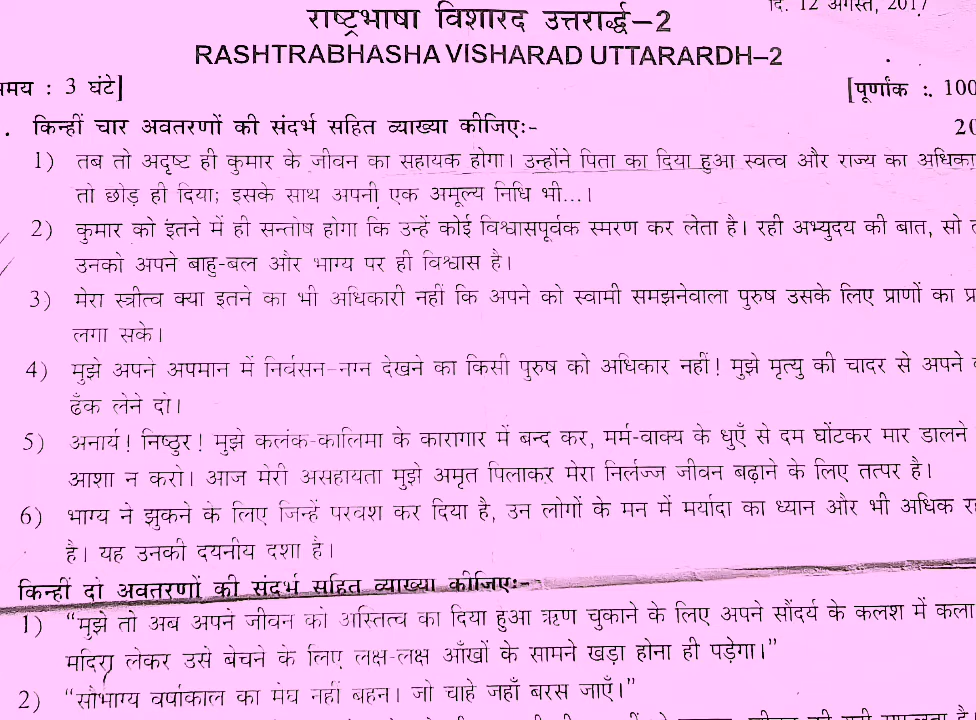 दि. 12 अगस्त, 2017
राष्ट्रभाषा विशारद उत्तरार्द्ध–2
RASHTRABHASHA VISHARAD UTTARARDH–2
मय : 3 घंटे] [पूर्णांक : 100
. किन्हीं चार अवतरणों की संदर्भ सहित व्याख्या कीजिए:- 20
1) तब तो अदृष्ट ही कुमार के जीवन का सहायक होगा। उन्होंने पिता का दिया हुआ स्वत्व और राज्य का अधिका
तो छोड़ ही दिया; इसके साथ अपनी एक अमूल्य निधि भी...।
2) कुमार को इतने में ही सन्तोष होगा कि उन्हें कोई विश्वासपूर्वक स्मरण कर लेता है। रही अभ्युदय की बात, सो
उनको अपने बाहु-बल और भाग्य पर ही विश्वास है।
3) मेरा स्त्रीत्व क्या इतने का भी अधिकारी नहीं कि अपने को स्वामी समझनेवाला पुरुष उसके लिए प्राणों का प्र
लगा सके।
4) मुझे अपने अपमान में निर्वसन-नग्न देखने का किसी पुरुष को अधिकार नहीं! मुझे मृत्यु की चादर से अपने
ढँक लेने दो।
5) अनार्य! निष्ठुर! मुझे कलंक-कालिमा के कारागार में बन्द कर, मर्म-वाक्य के धुएँ से दम घोंटकर मार डालने
आशा न करो। आज मेरी असहायता मुझे अमृत पिलाकर मेरा निर्लज्ज जीवन बढ़ाने के लिए तत्पर है।
6) भाग्य ने झुकने के लिए जिन्हें परवश कर दिया है, उन लोगों के मन में मर्यादा का ध्यान और भी अधिक र
है। यह उनकी दयनीय दशा है।
किन्हीं दो अवतरणों की संदर्भ सहित व्याख्या कीजिए:-
1) “मुझे तो अब अपने जीवन को अस्तित्व का दिया हुआ ऋण चुकाने के लिए अपने सौंदर्य के कलश में कला
मदिरा लेकर उसे बेचने के लिए लक्ष-लक्ष आँखों के सामने खड़ा होना ही पड़ेगा।”
2) “सौभाग्य वर्षाकाल का मेघ नहीं बहन। जो चाहे जहाँ बरस जाएँ।”